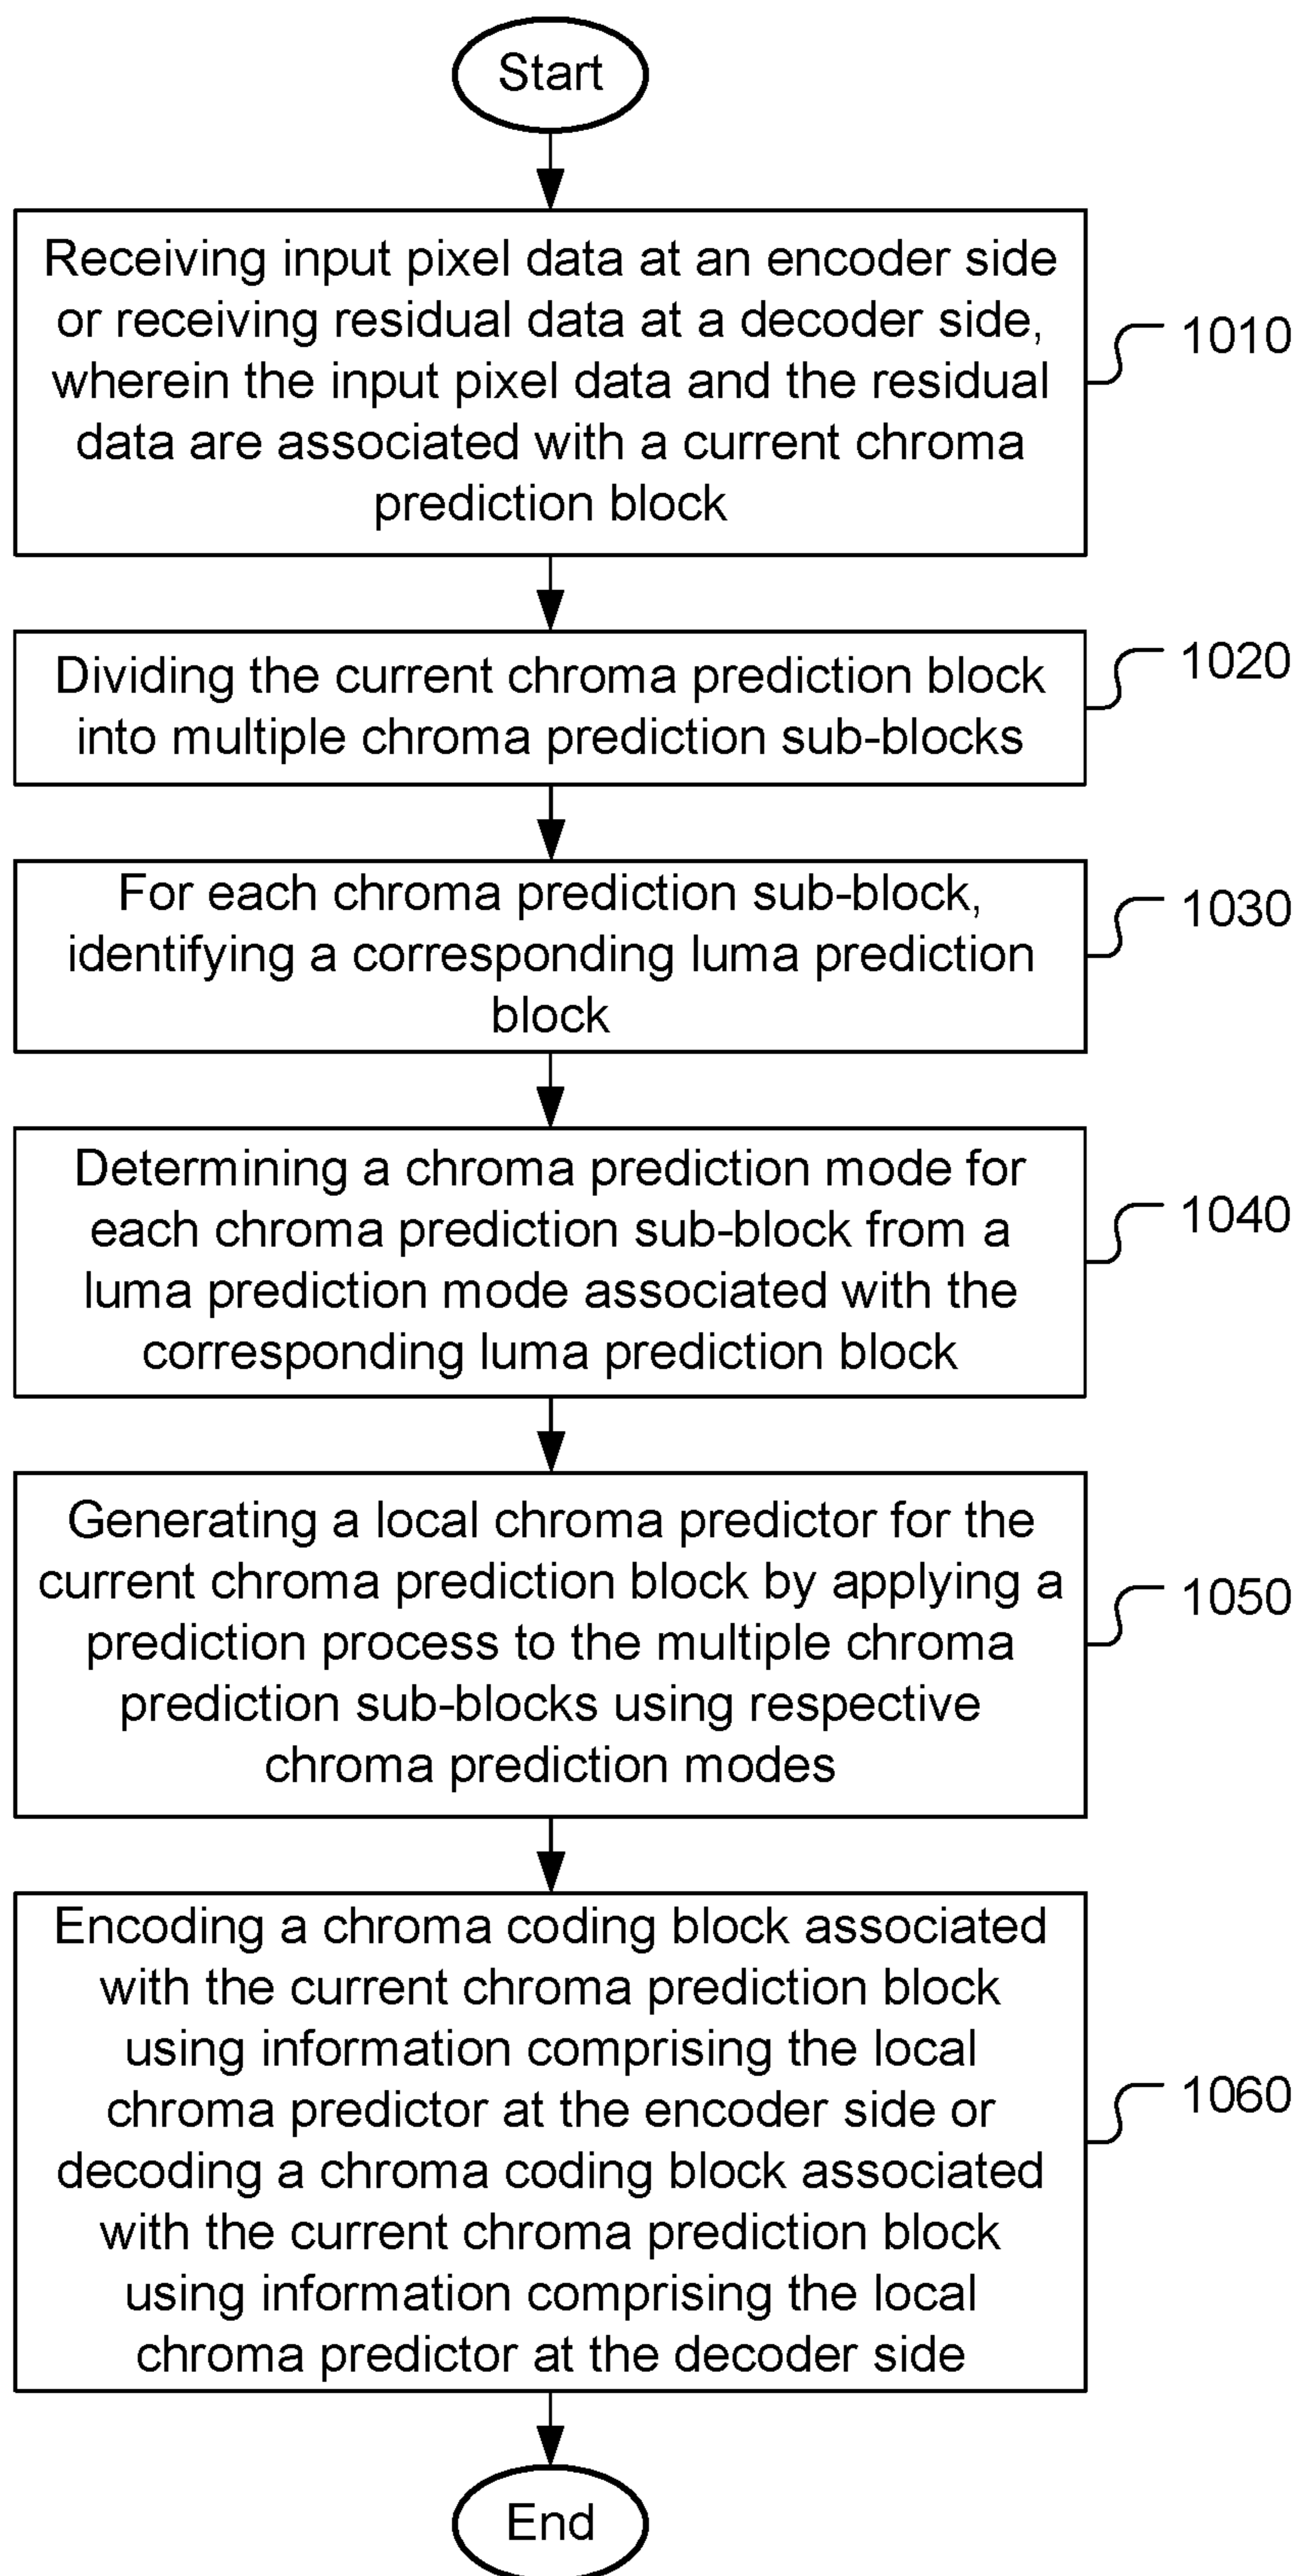 Start
Receiving input pixel data at an encoder side
or receiving residual data at a decoder side,
wherein the input pixel data and the residual
data are associated with a current chroma
prediction block
1010
Dividing the current chroma prediction block
into multiple chroma prediction sub-blocks
1020
For each chroma prediction sub-block,
identifying a corresponding luma prediction
block
1030
Determining a chroma prediction mode for
each chroma prediction sub-block from a
luma prediction mode associated with the
corresponding luma prediction block
1040
Generating a local chroma predictor for the
current chroma prediction block by applying a
prediction process to the multiple chroma
prediction sub-blocks using respective
chroma prediction modes
1050
Encoding a chroma coding block associated
with the current chroma prediction block
using information comprising the local
chroma predictor at the encoder side or
decoding a chroma coding block associated
with the current chroma prediction block
using information comprising the local
chroma predictor at the decoder side
1060
End